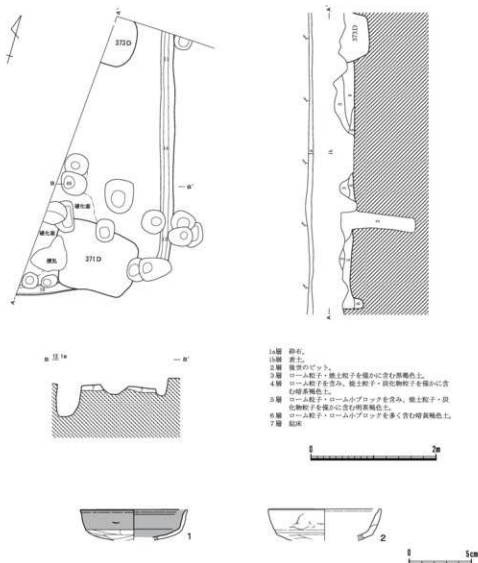 A'
373D
硬化面
硬化面
371D
攪乱
B'
A
A'
373D
1a
1b
A
B
B'
1a層 砕石。
1b層 表土。
2層 後世のピット。
3層 ローム粒子・焼土粒子を僅かに含む黒褐色土。
4層 ローム粒子を含み、焼土粒子・炭化物粒子を僅かに含
む暗茶褐色土。
5層 ローム粒子・ローム小ブロックを含み、焼土粒子・炭
化物粒子を僅かに含む明茶褐色土。
6層 ローム粒子・ローム小ブロックを多く含む暗黄褐色土。
7層 貼床
0 2m
1
2
0 5cm